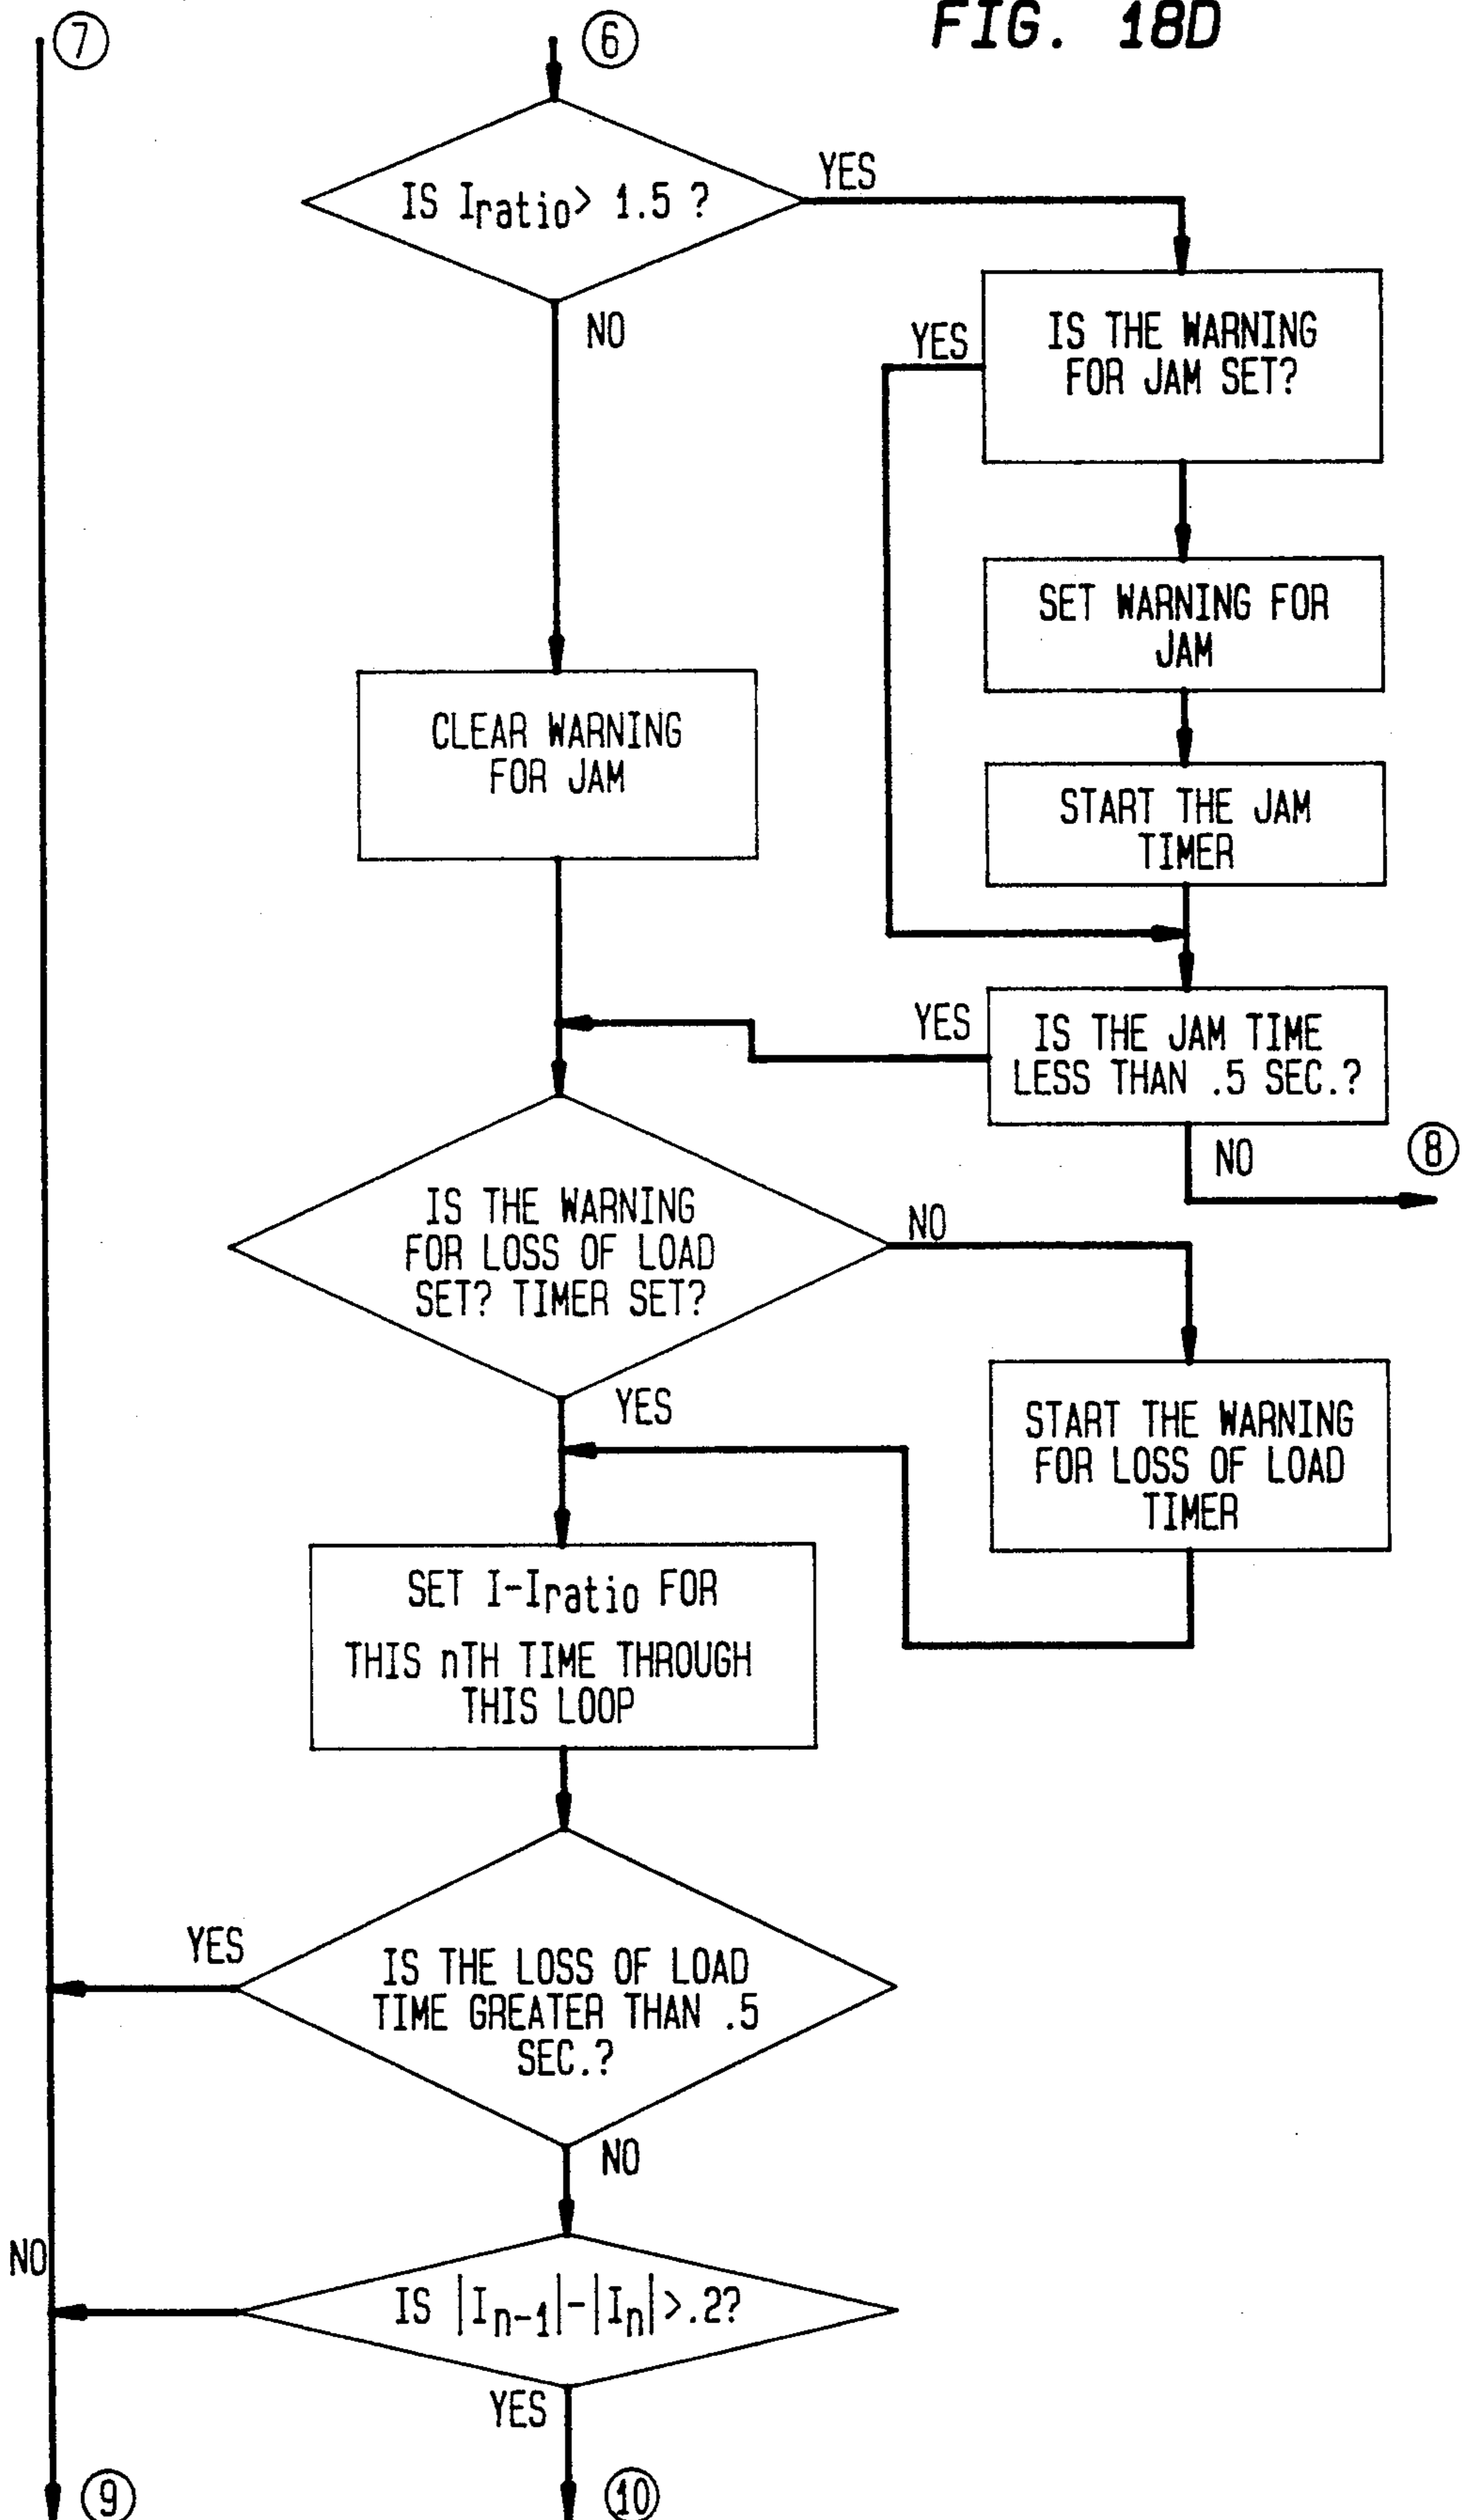 FIG. 18D
7
6
IS Iratio> 1.5 ?
YES
NO
YES
IS THE WARNING
FOR JAM SET?
SET WARNING FOR
JAM
CLEAR WARNING
FOR JAM
START THE JAM
TIMER
YES
IS THE JAM TIME
LESS THAN .5 SEC.?
NO
8
IS THE WARNING
FOR LOSS OF LOAD
SET? TIMER SET?
NO
YES
START THE WARNING
FOR LOSS OF LOAD
TIMER
SET I-Iratio FOR
THIS nTH TIME THROUGH
THIS LOOP
YES
IS THE LOSS OF LOAD
TIME GREATER THAN .5
SEC.?
NO
NO
IS |In-1|-|In|>.2?
YES
9
10